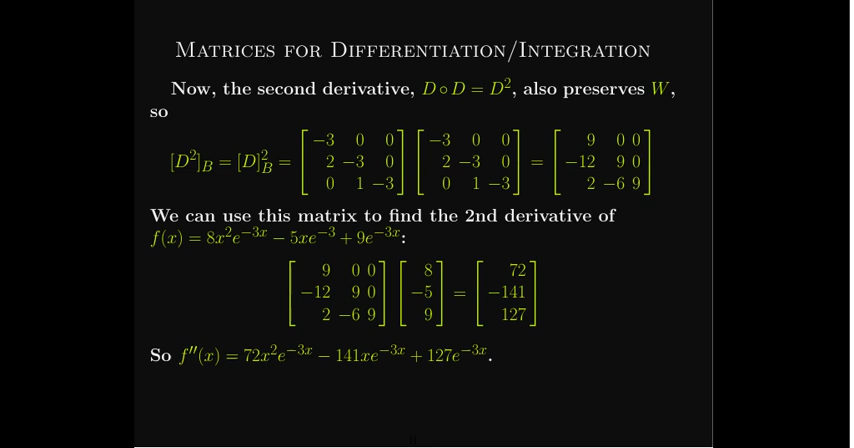 Matrices for Differentiation/Integration
Now, the second derivative, D ∘ D = D², also preserves W,
so
[D²]_B = [D]²_B = [ −3 0 0 ; 2 −3 0 ; 0 1 −3 ] [ −3 0 0 ; 2 −3 0 ; 0 1 −3 ] = [ 9 0 0 ; −12 9 0 ; 2 −6 9 ]
We can use this matrix to find the 2nd derivative of
f(x) = 8x²e^{−3x} − 5xe^{−3} + 9e^{−3x}:
[ 9 0 0 ; −12 9 0 ; 2 −6 9 ] [ 8 ; −5 ; 9 ] = [ 72 ; −141 ; 127 ]
So f″(x) = 72x²e^{−3x} − 141xe^{−3x} + 127e^{−3x}.